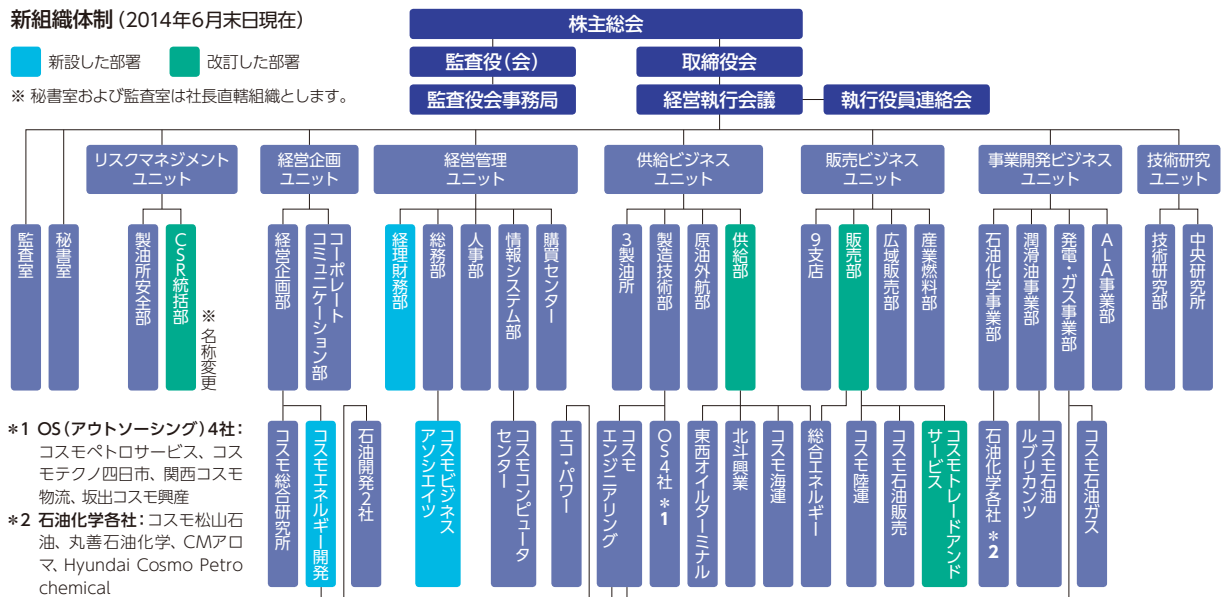 新組織体制 (2014年6月末日現在)
新設した部署
改訂した部署
※ 秘書室および監査室は社長直轄組織とします。
株主総会
監査役(会)
取締役会
監査役会事務局
経営執行会議
執行役員連絡会
リスクマネジメント
ユニット
経営企画
ユニット
経営管理
ユニット
供給ビジネス
ユニット
販売ビジネス
ユニット
事業開発ビジネス
ユニット
技術研究
ユニット
監査室
秘書室
製油所安全部
CSR統括部
※名称変更
経営企画部
コーポレート
コミュニケーション部
経理財務部
総務部
人事部
情報システム部
購買センター
3製油所
製造技術部
原油外航部
供給部
9支店
販売部
広域販売部
産業燃料部
石油化学事業部
潤滑油事業部
発電・ガス事業部
ALA事業部
技術研究部
中央研究所
コスモ総合研究所
コスモエネルギー開発
石油開発2社
コスモビジネス
アソシエイツ
コスモコンピュータ
センター
エコ・パワー
コスモ
エンジニアリング
OS4社 *1
東西オイルターミナル
北斗興業
コスモ海運
総合エネルギー
コスモ陸運
コスモ石油販売
コスモトレードアンド
サービス
石油化学各社 *2
コスモ石油
ルブリカンツ
コスモ石油ガス
*1 OS(アウトソーシング)4社:
コスモペトロサービス、コス
モテクノ四日市、関西コスモ
物流、坂出コスモ興産
*2 石油化学各社:コスモ松山石
油、丸善石油化学、CMアロ
マ、Hyundai Cosmo Petro
chemical